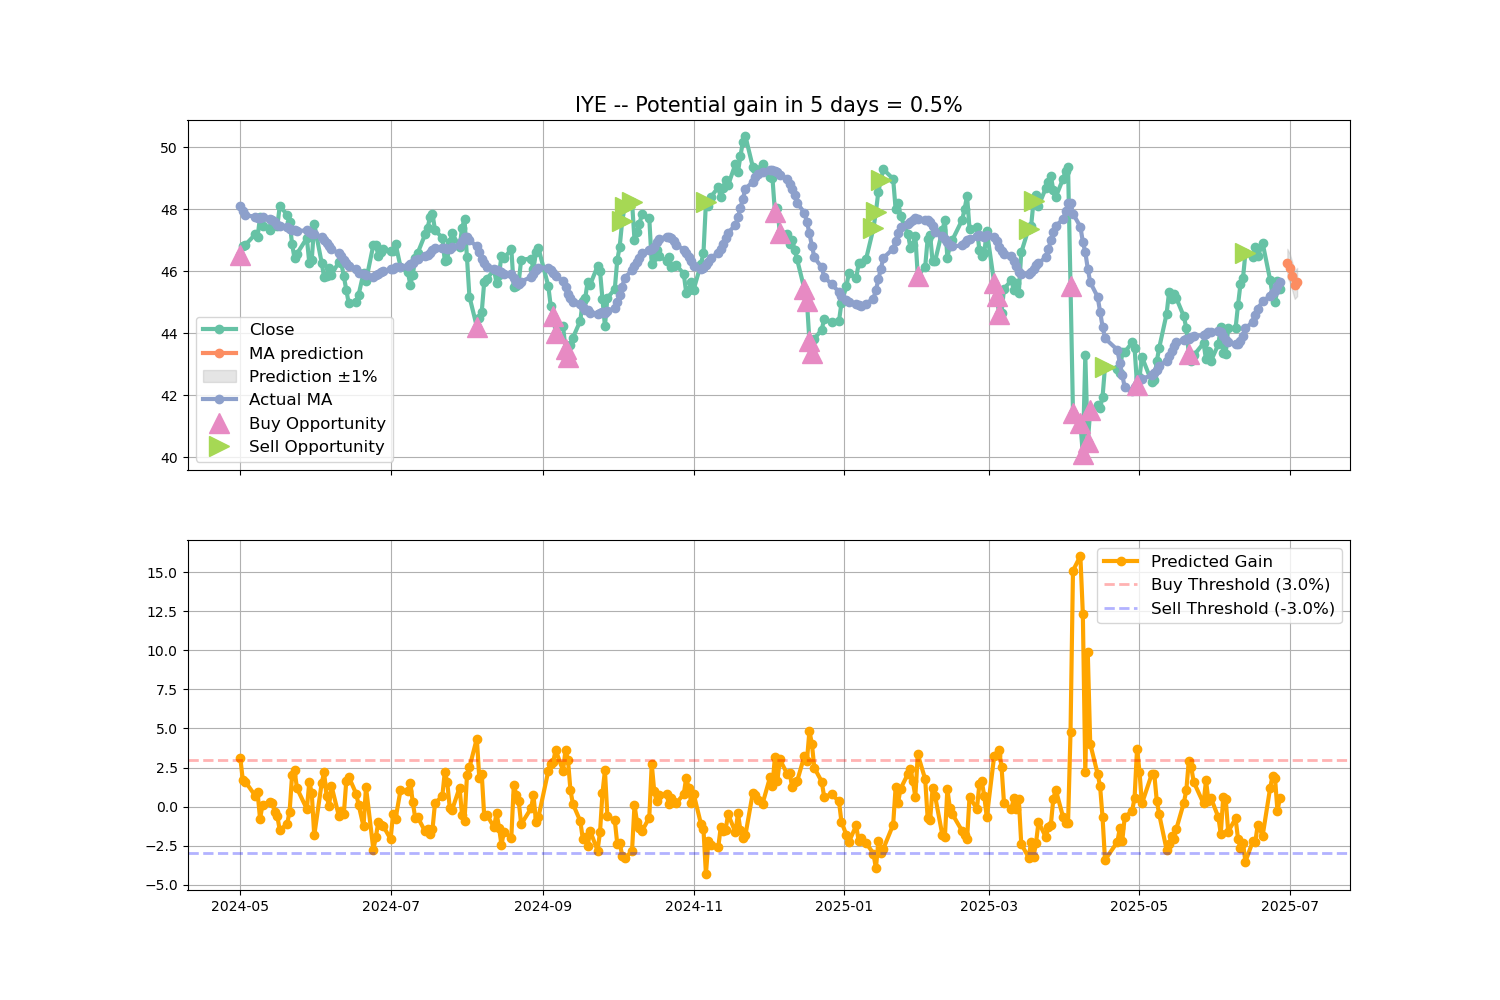 IYE -- Potential gain in 5 days = 0.5%
50
48
46
44
42
40
Close
MA prediction
Prediction ±1%
Actual MA
Buy Opportunity
Sell Opportunity
15.0
12.5
10.0
7.5
5.0
2.5
0.0
−2.5
−5.0
Predicted Gain
Buy Threshold (3.0%)
Sell Threshold (-3.0%)
2024-05
2024-07
2024-09
2024-11
2025-01
2025-03
2025-05
2025-07